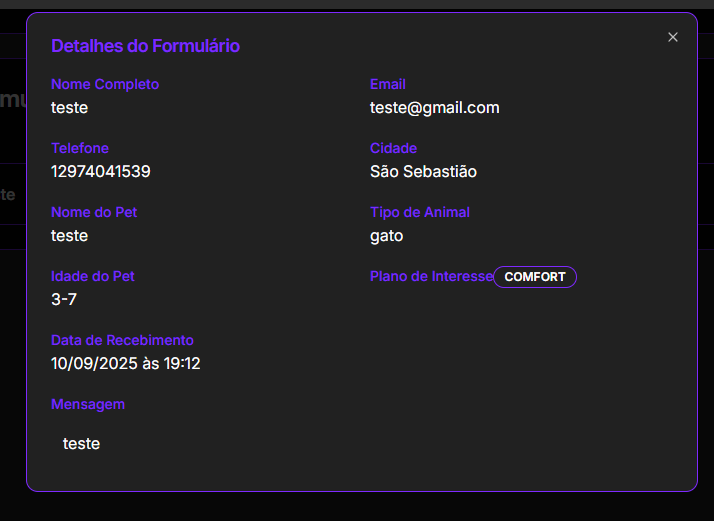 Detalhes do Formulário
Nome Completo
teste
Email
teste@gmail.com
Telefone
12974041539
Cidade
São Sebastião
Nome do Pet
teste
Tipo de Animal
gato
Idade do Pet
3-7
Plano de Interesse COMFORT
Data de Recebimento
10/09/2025 às 19:12
Mensagem
teste